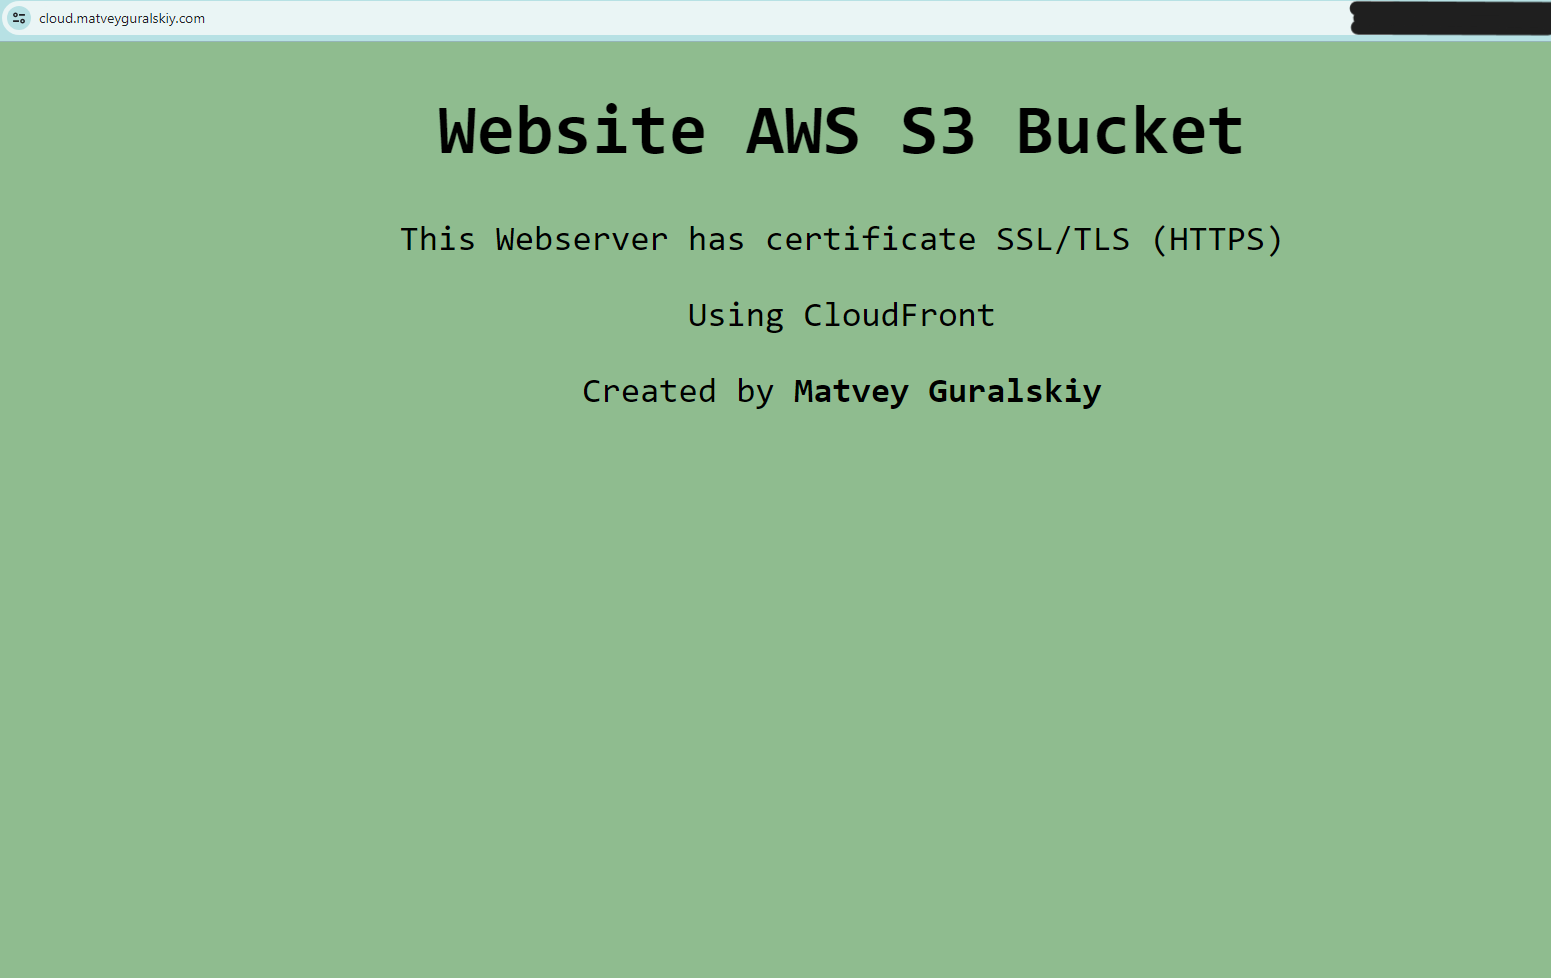 cloud.matveyguralskiy.com
Website AWS S3 Bucket
This Webserver has certificate SSL/TLS (HTTPS)
Using CloudFront
Created by Matvey Guralskiy